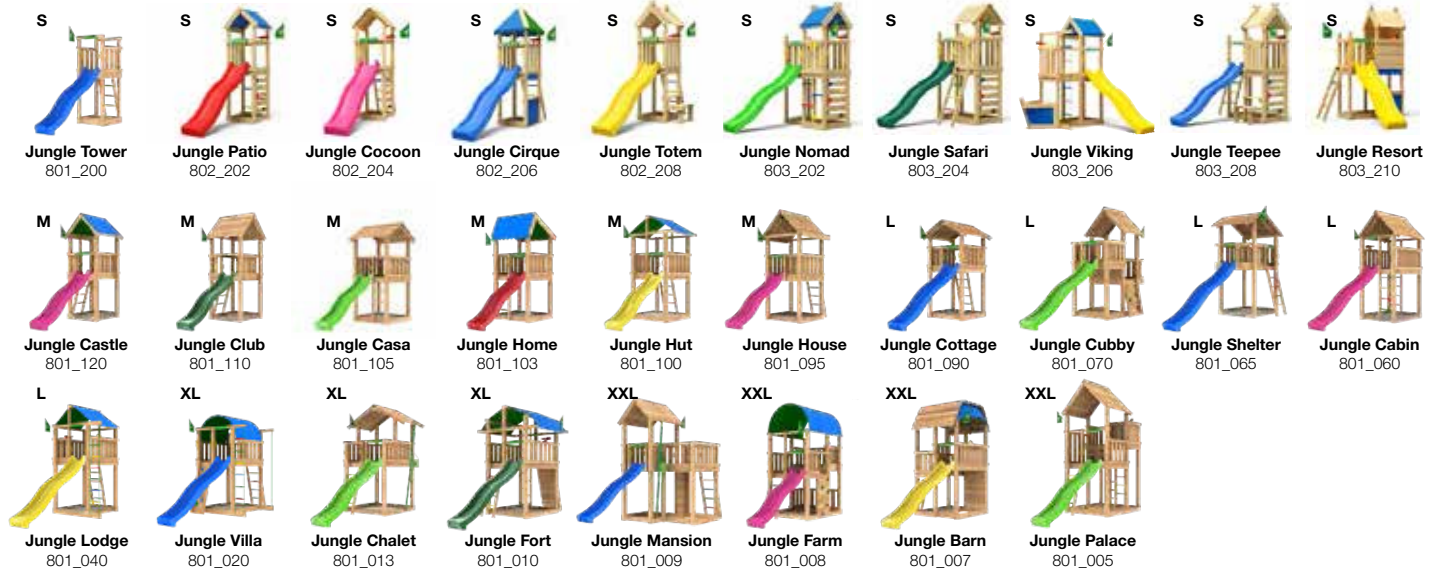 S S S S S S S S S S
Jungle Tower Jungle Patio Jungle Cocoon Jungle Cirque Jungle Totem Jungle Nomad Jungle Safari Jungle Viking Jungle Teepee Jungle Resort
801_200 802_202 802_204 802_206 802_208 803_202 803_204 803_206 803_208 803_210
M M M M M M L L L L
Jungle Castle Jungle Club Jungle Casa Jungle Home Jungle Hut Jungle House Jungle Cottage Jungle Cubby Jungle Shelter Jungle Cabin
801_120 801_110 801_105 801_103 801_100 801_095 801_090 801_070 801_065 801_060
L XL XL XL XXL XXL XXL XXL
Jungle Lodge Jungle Villa Jungle Chalet Jungle Fort Jungle Mansion Jungle Farm Jungle Barn Jungle Palace
801_040 801_020 801_013 801_010 801_009 801_008 801_007 801_005